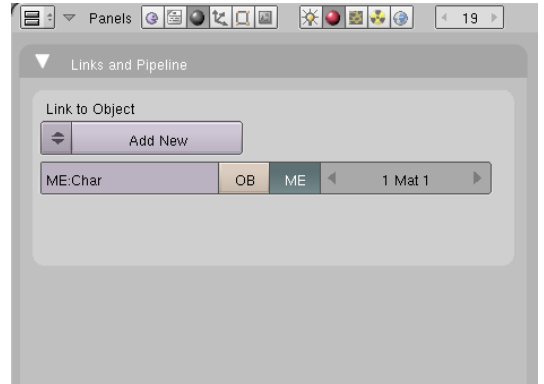 Panels 19
Links and Pipeline
Link to Object
Add New
ME:Char OB ME 1 Mat 1